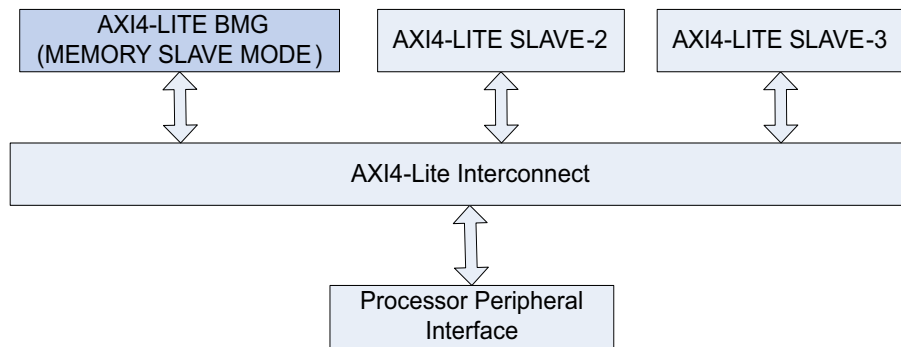 AXI4-LITE BMG
(MEMORY SLAVE MODE)
AXI4-LITE SLAVE-2
AXI4-LITE SLAVE-3
AXI4-Lite Interconnect
Processor Peripheral
Interface